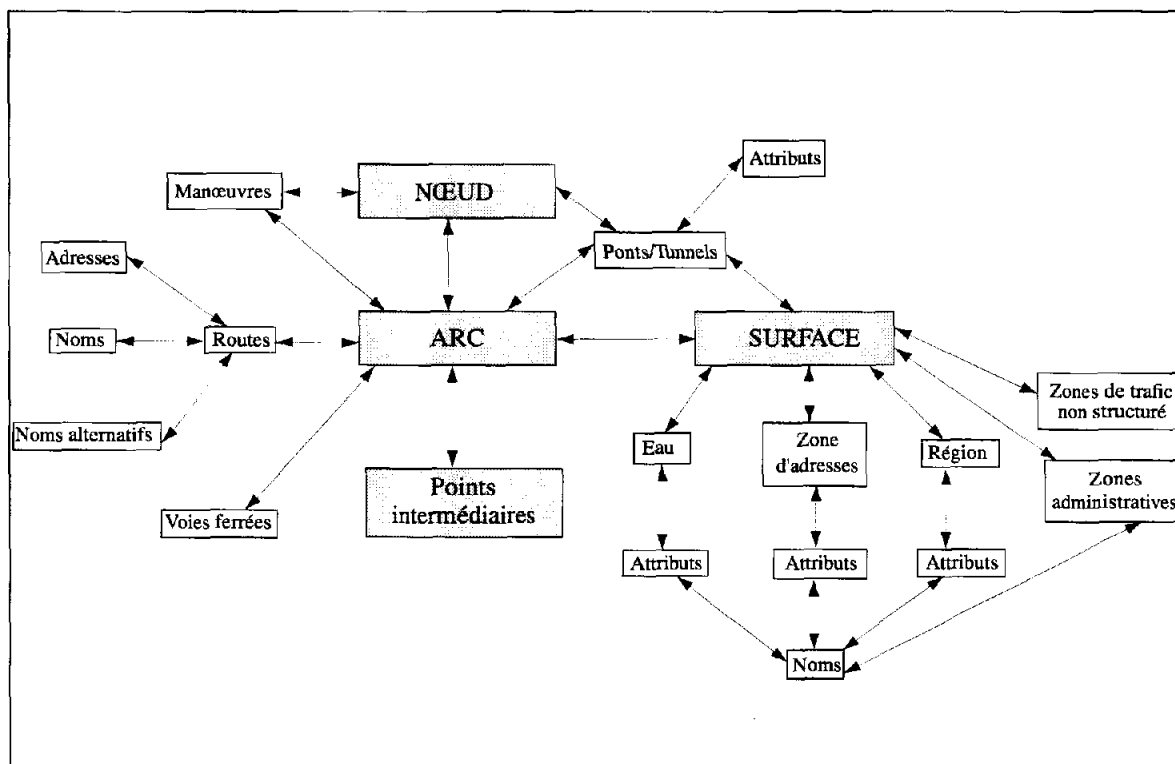 Attributs
Manœuvres
NŒUD
Ponts/Tunnels
Adresses
Noms
Routes
ARC
SURFACE
Zones de trafic
non structuré
Noms alternatifs
Eau
Zone
d'adresses
Région
Zones
administratives
Points
intermédiaires
Voies ferrées
Attributs
Attributs
Attributs
Noms